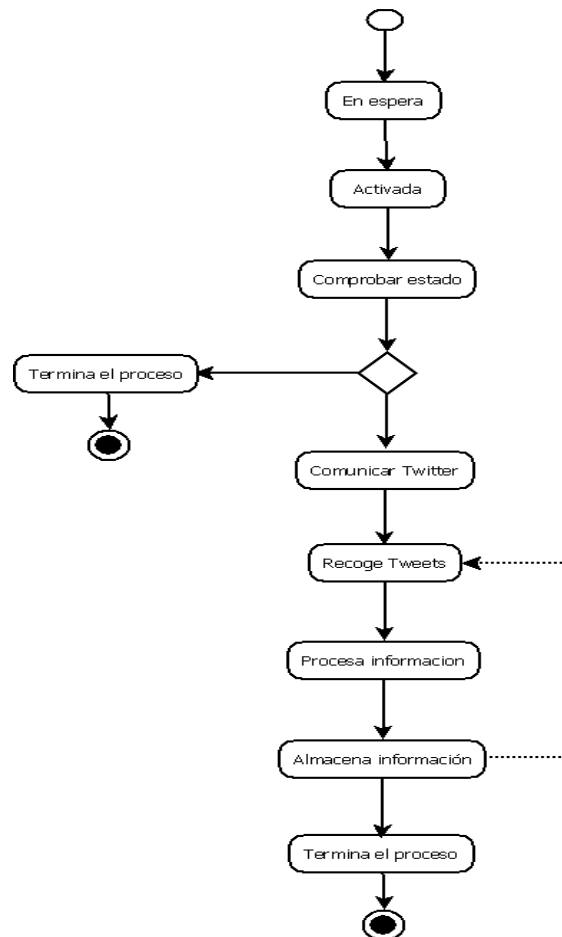 En espera
Activada
Comprobar estado
Termina el proceso
Comunicar Twitter
Recoge Tweets
Procesa informacion
Almacena información
Termina el proceso